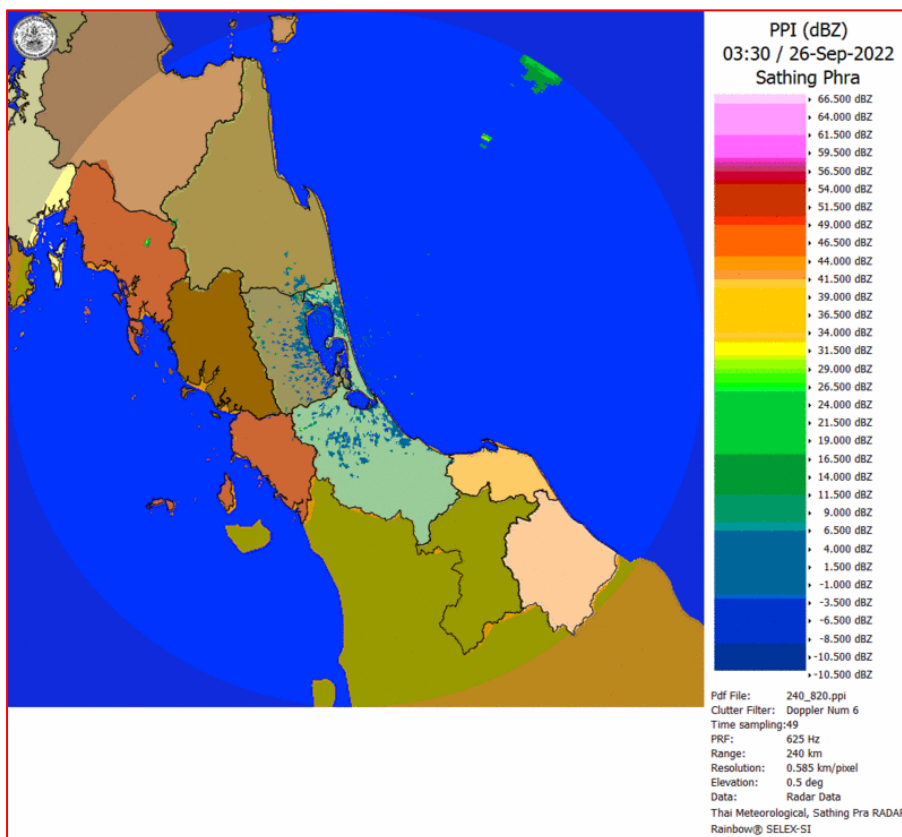 PPI (dBZ)
03:30 / 26-Sep-2022
Sathing Phra
66.500 dBZ
64.000 dBZ
61.500 dBZ
59.500 dBZ
56.500 dBZ
54.000 dBZ
51.500 dBZ
49.000 dBZ
46.500 dBZ
44.000 dBZ
41.500 dBZ
39.000 dBZ
36.500 dBZ
34.000 dBZ
31.500 dBZ
29.000 dBZ
26.500 dBZ
24.000 dBZ
21.500 dBZ
19.000 dBZ
16.500 dBZ
14.000 dBZ
11.500 dBZ
9.000 dBZ
6.500 dBZ
4.000 dBZ
1.500 dBZ
-1.000 dBZ
-3.500 dBZ
-6.500 dBZ
-8.500 dBZ
-10.500 dBZ
-10.500 dBZ
Pdf File: 240_820.ppi
Clutter Filter: Doppler Num 6
Time sampling:49
PRF: 625 Hz
Range: 240 km
Resolution: 0.585 km/pixel
Elevation: 0.5 deg
Data: Radar Data
Thai Meteorological, Sathing Pra RADAR
Rainbow® SELEX-SI